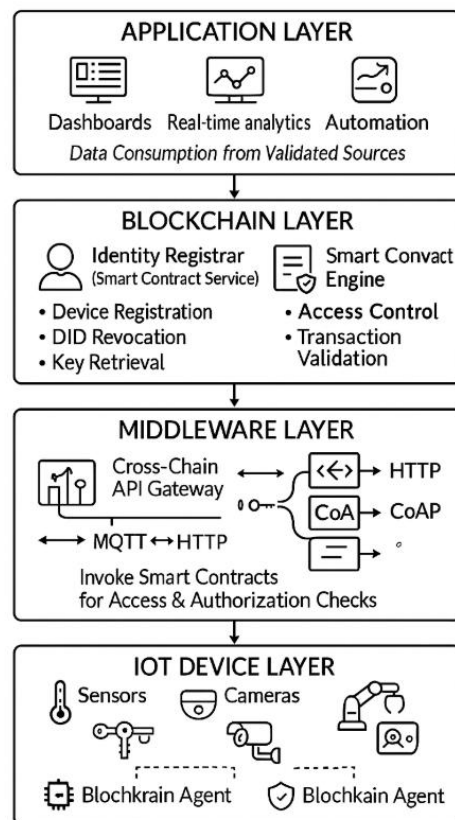 APPLICATION LAYER
Dashboards Real-time analytics Automation
Data Consumption from Validated Sources
BLOCKCHAIN LAYER
Identity Registrar
(Smart Contract Service)
• Device Registration
• DID Revocation
• Key Retrieval
Smart Convact
Engine
• Access Control
• Transaction
Validation
MIDDLEWARE LAYER
Cross-Chain
API Gateway
MQTT HTTP
HTTP
CoA CoAP
Invoke Smart Contracts
for Access & Authorization Checks
IOT DEVICE LAYER
Sensors Cameras
Blochkrain Agent Blochkain Agent